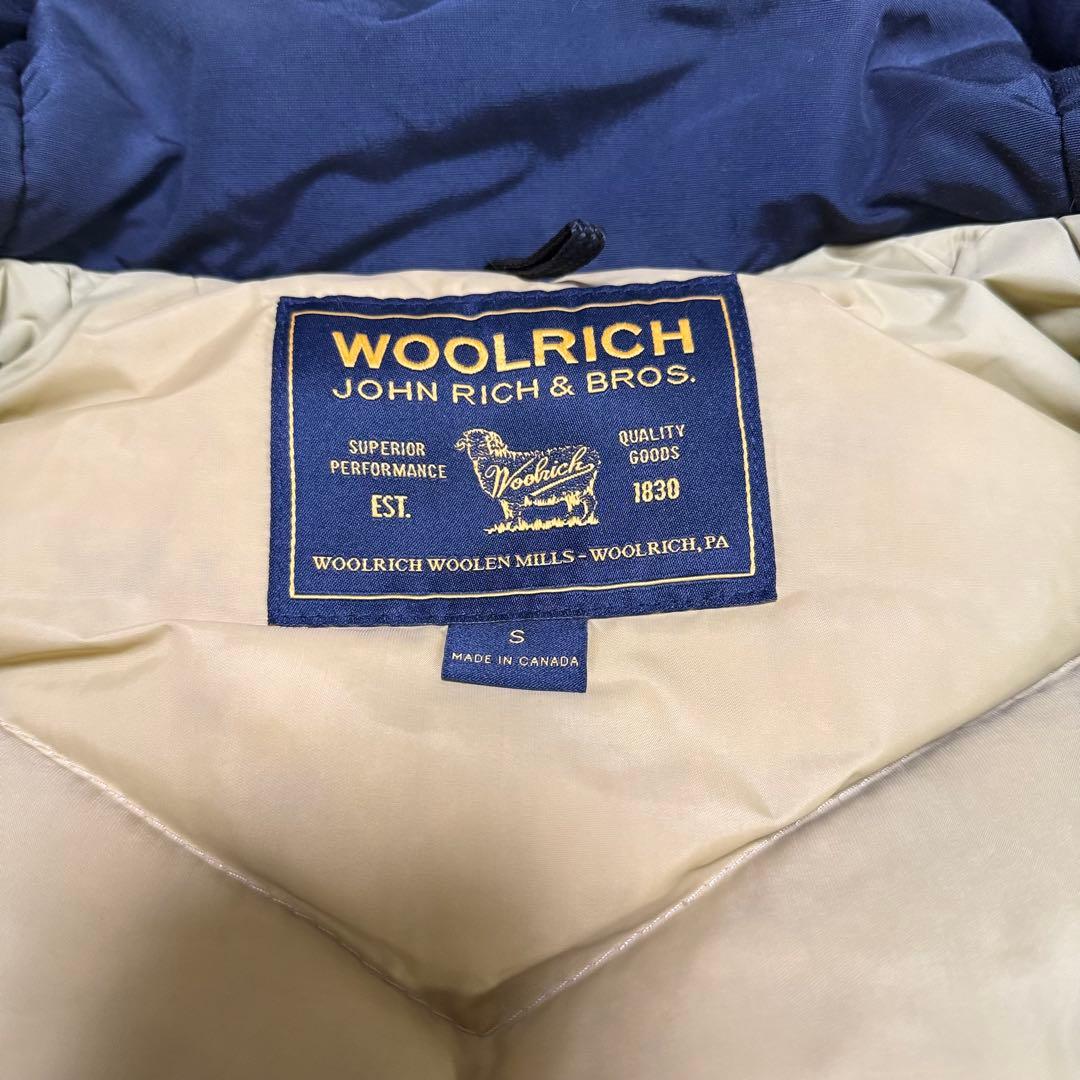 WOOLRICH
JOHN RICH & BROS.
SUPERIOR
PERFORMANCE
EST.
Woolrich
QUALITY
GOODS
1830
WOOLRICH WOOLEN MILLS - WOOLRICH, PA
S
MADE IN CANADA